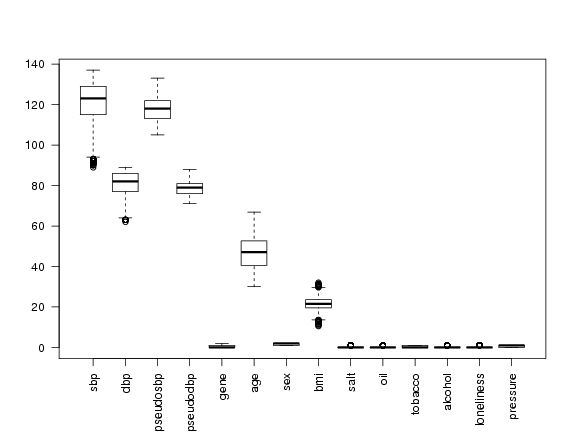 140
120
100
80
60
40
20
0
sbp
dbp
pseudosbp
pseudodbp
gene
age
sex
bmi
salt
oil
tobacco
alcohol
loneliness
pressure